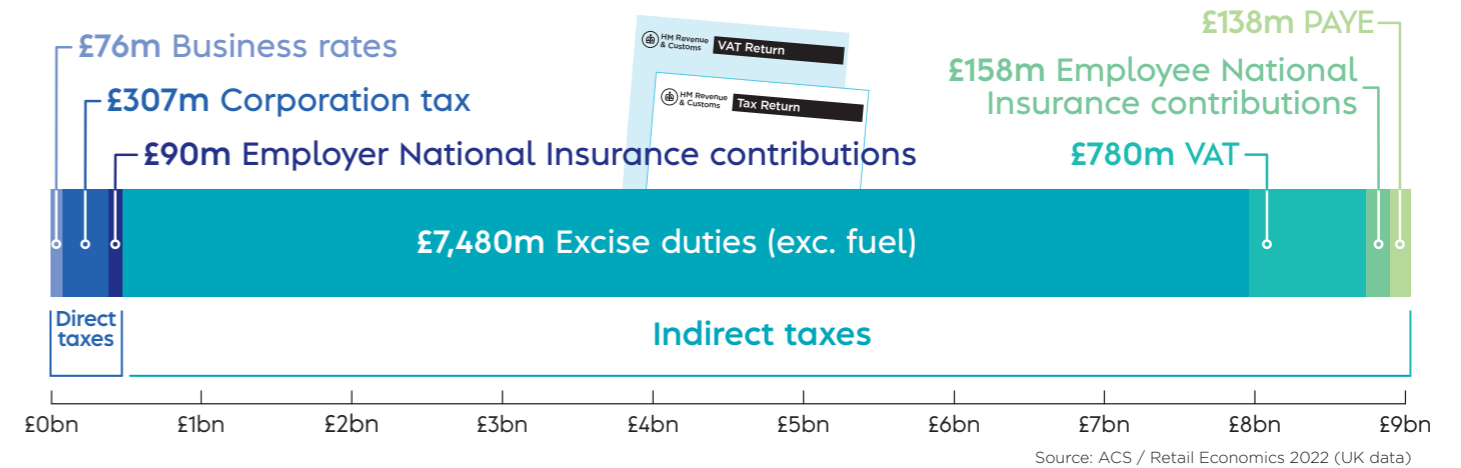 £76m Business rates
£307m Corporation tax
£90m Employer National Insurance contributions
HM Revenue
& Customs
VAT Return
HM Revenue
& Customs
Tax Return
£138m PAYE
£158m Employee National
Insurance contributions
£780m VAT
£7,480m Excise duties (exc. fuel)
Direct
taxes
Indirect taxes
£0bn
£1bn
£2bn
£3bn
£4bn
£5bn
£6bn
£7bn
£8bn
£9bn
Source: ACS / Retail Economics 2022 (UK data)